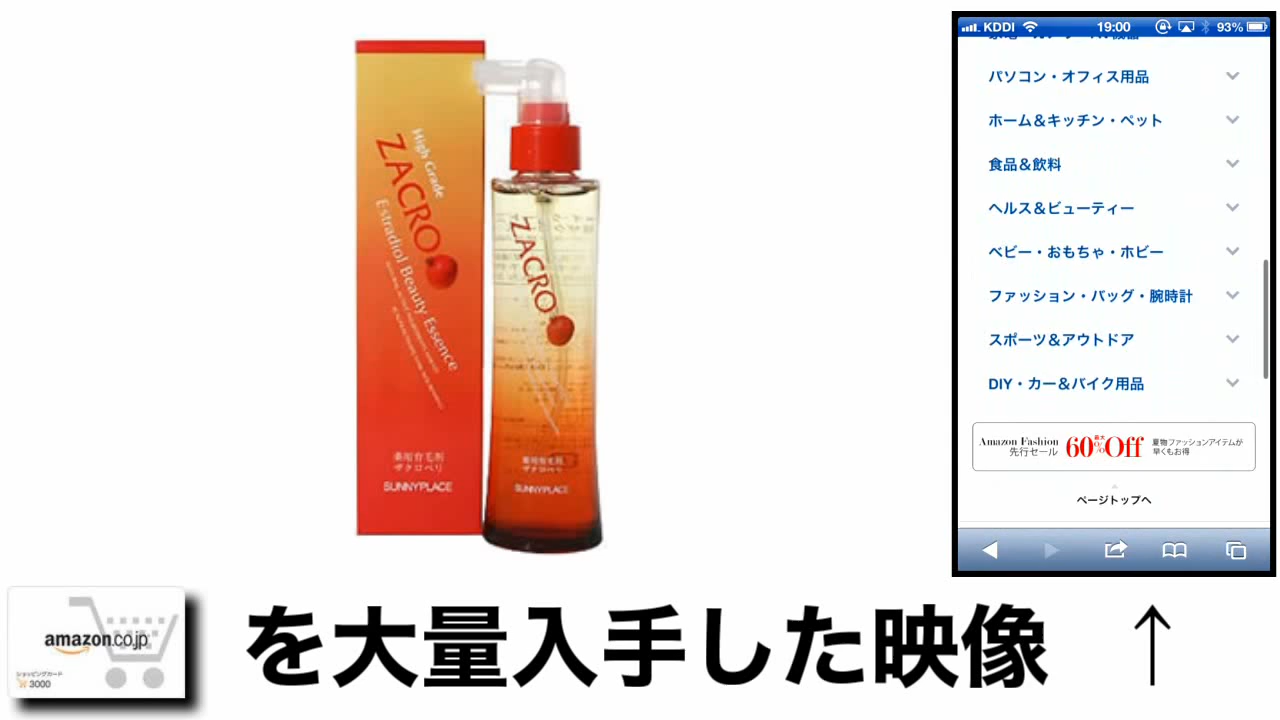 High Grade
ZACRO
Estradiol Beauty Essence
薬用育毛剤
ザクロペリ
SUNNYPLACE
ZACRO
薬用育毛剤
ザクロペリ
SUNNYPLACE
KDDI
19:00
93%
パソコン・オフィス用品
ホーム＆キッチン・ペット
食品＆飲料
ヘルス＆ビューティー
ベビー・おもちゃ・ホビー
ファッション・バッグ・腕時計
スポーツ＆アウトドア
DIY・カー＆バイク用品
Amazon Fashion
先行セール
最大
60%Off
夏物ファッションアイテムが
早くもお得
ページトップへ
amazon.co.jp
ショッピングカード
3000
を大量入手した映像 ↑